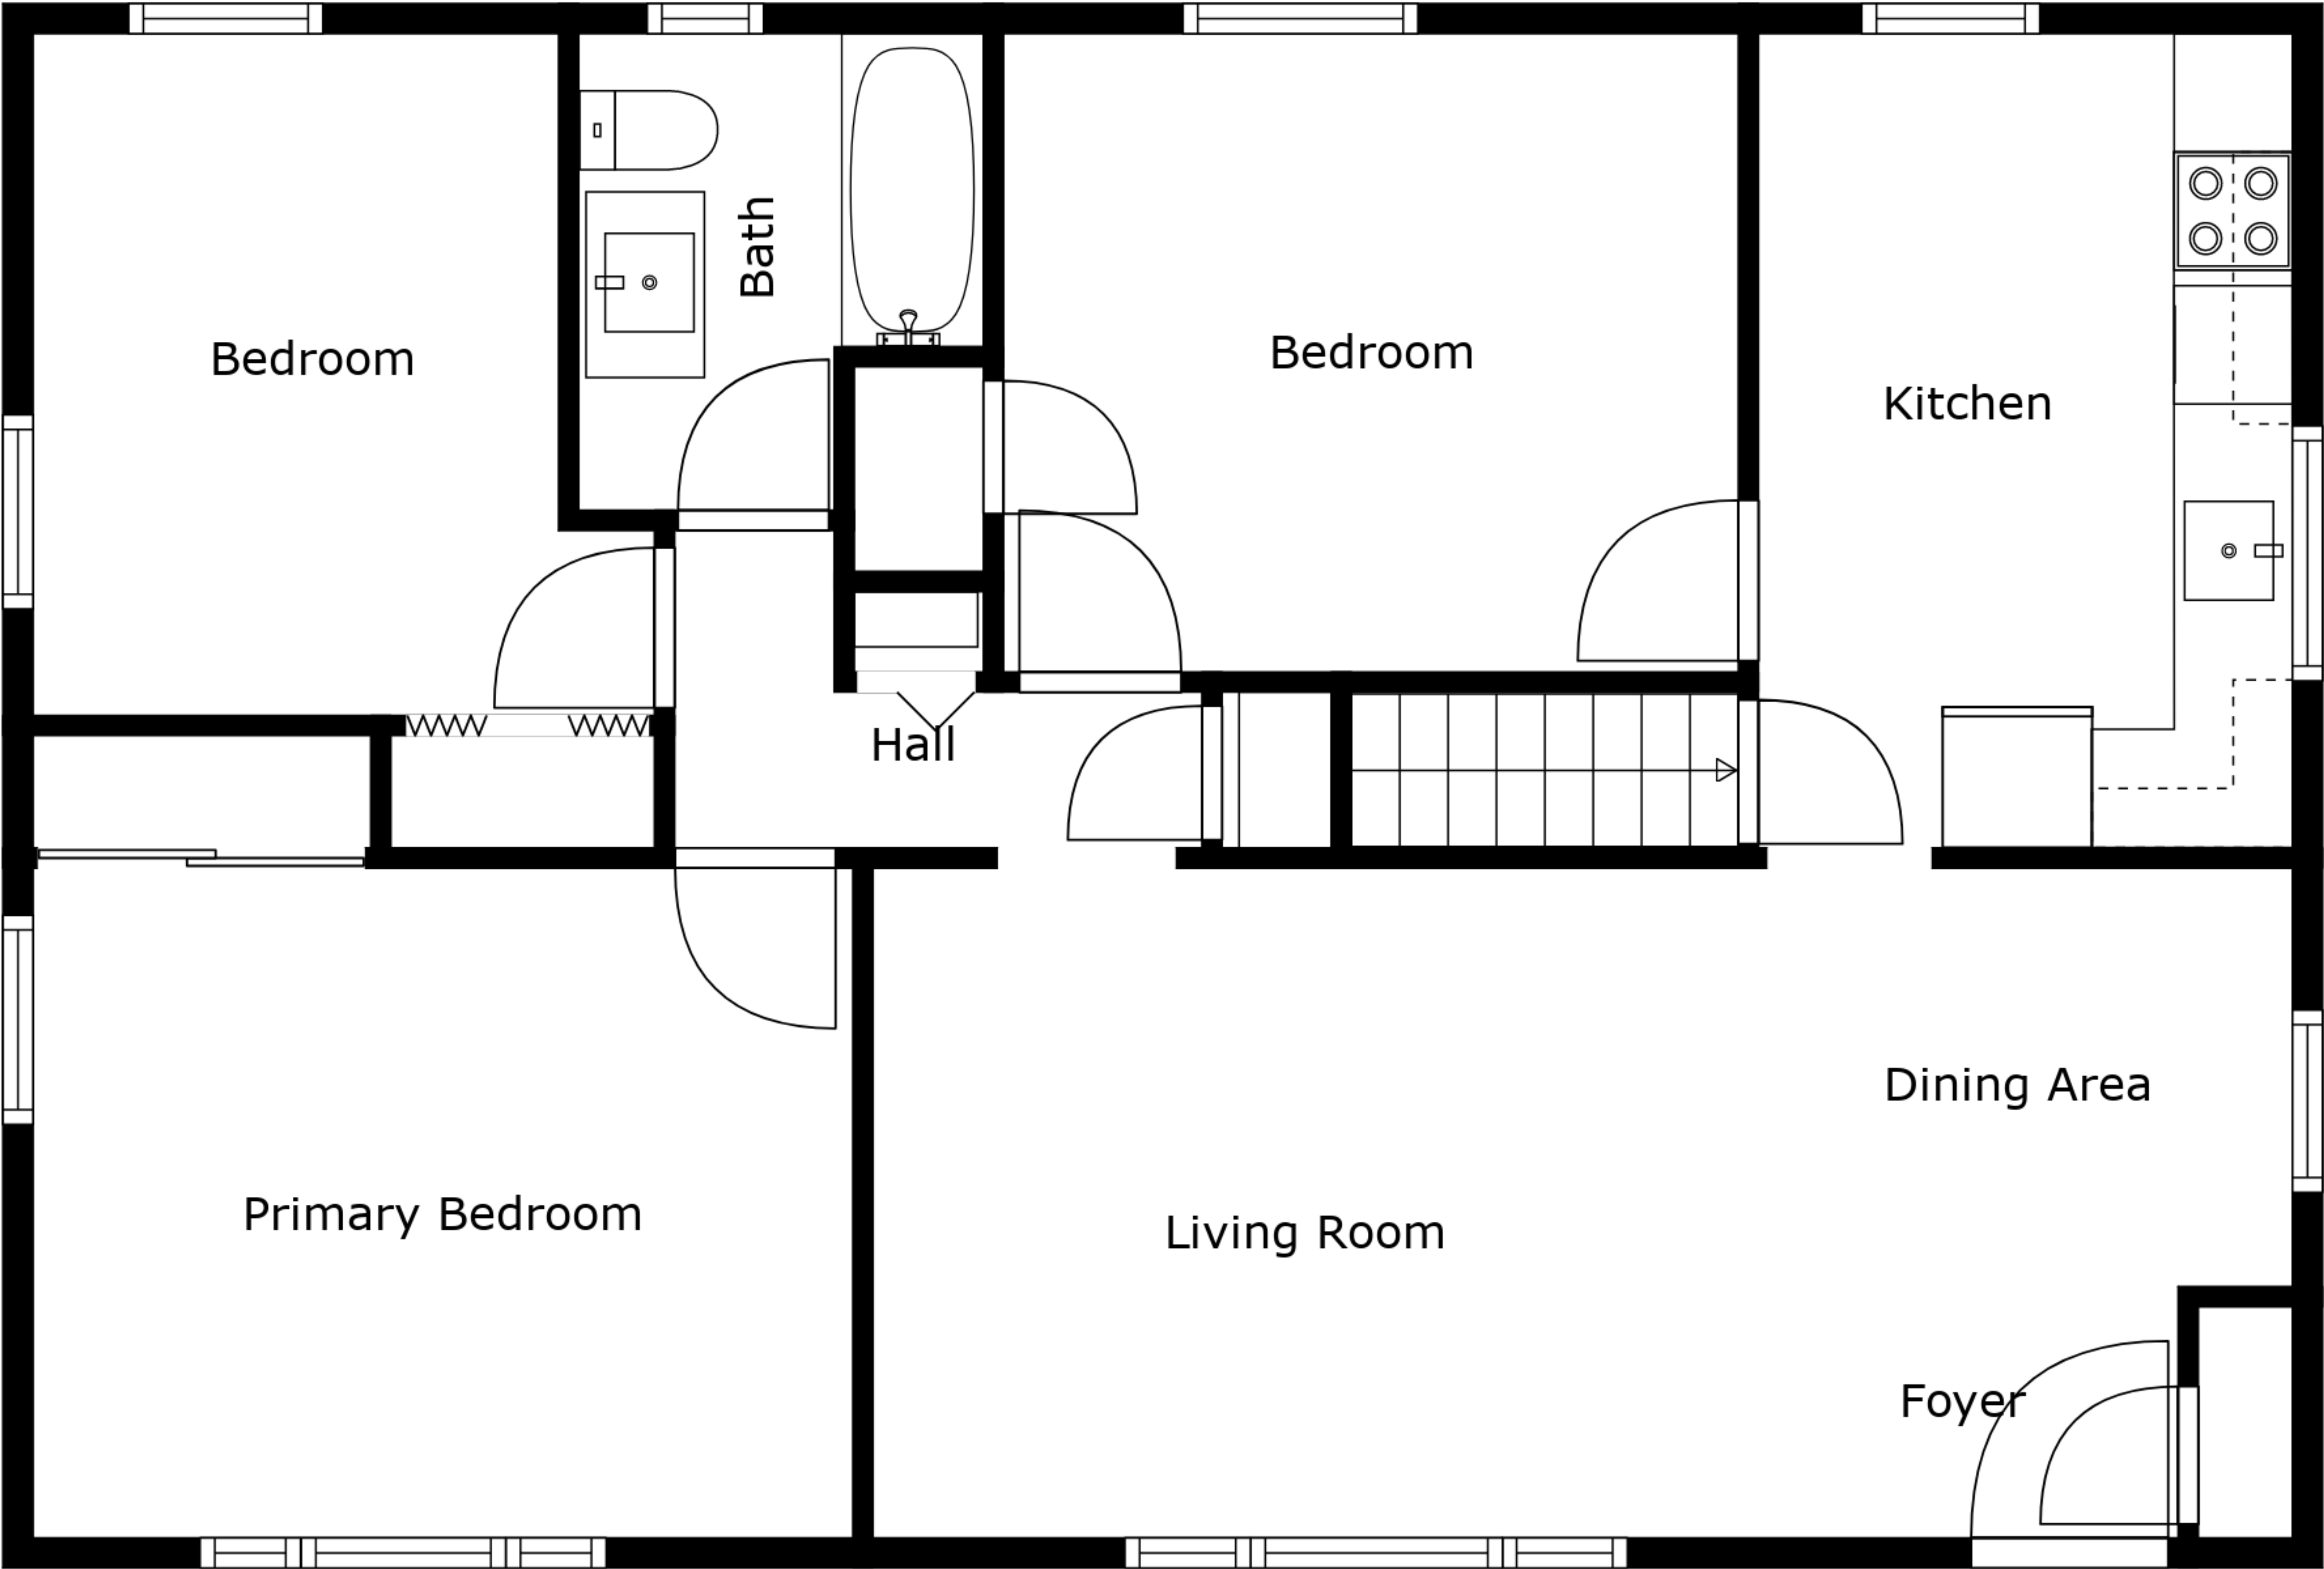 Bath
Bedroom
Bedroom
Kitchen
Hall
Dining Area
Primary Bedroom
Living Room
Foyer